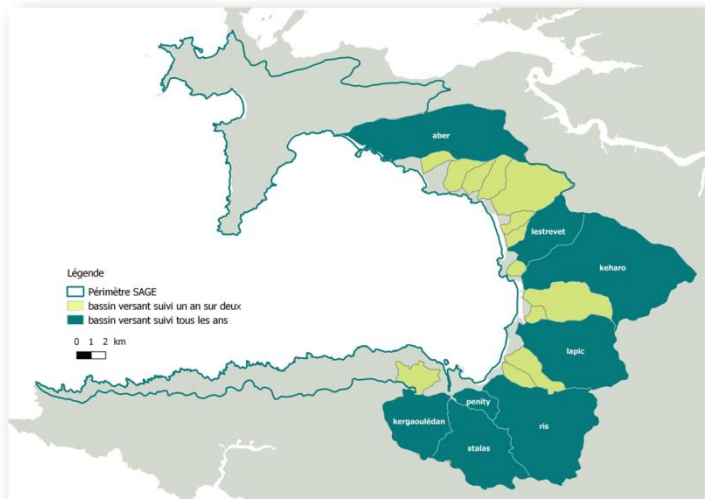 aber
lestrevet
keharo
Légende
Périmètre SAGE
bassin versant suivi un an sur deux
bassin versant suivi tous les ans
0 1 2 km
lapic
penity
kergaoulédan
ris
stalas